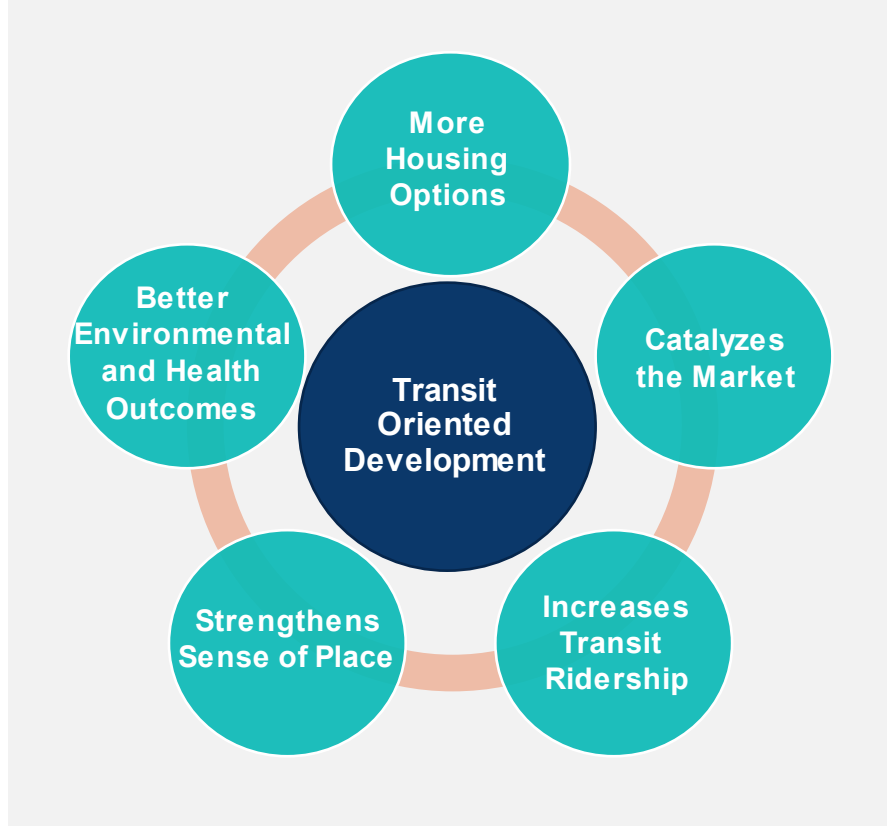 More
Housing
Options
Better
Environmental
and Health
Outcomes
Catalyzes
the Market
Transit
Oriented
Development
Strengthens
Sense of Place
Increases
Transit
Ridership